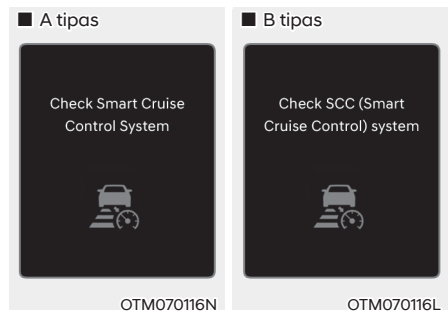 ■ A tipas
Check Smart Cruise
Control System
OTM070116N
■ B tipas
Check SCC (Smart
Cruise Control) system
OTM070116L